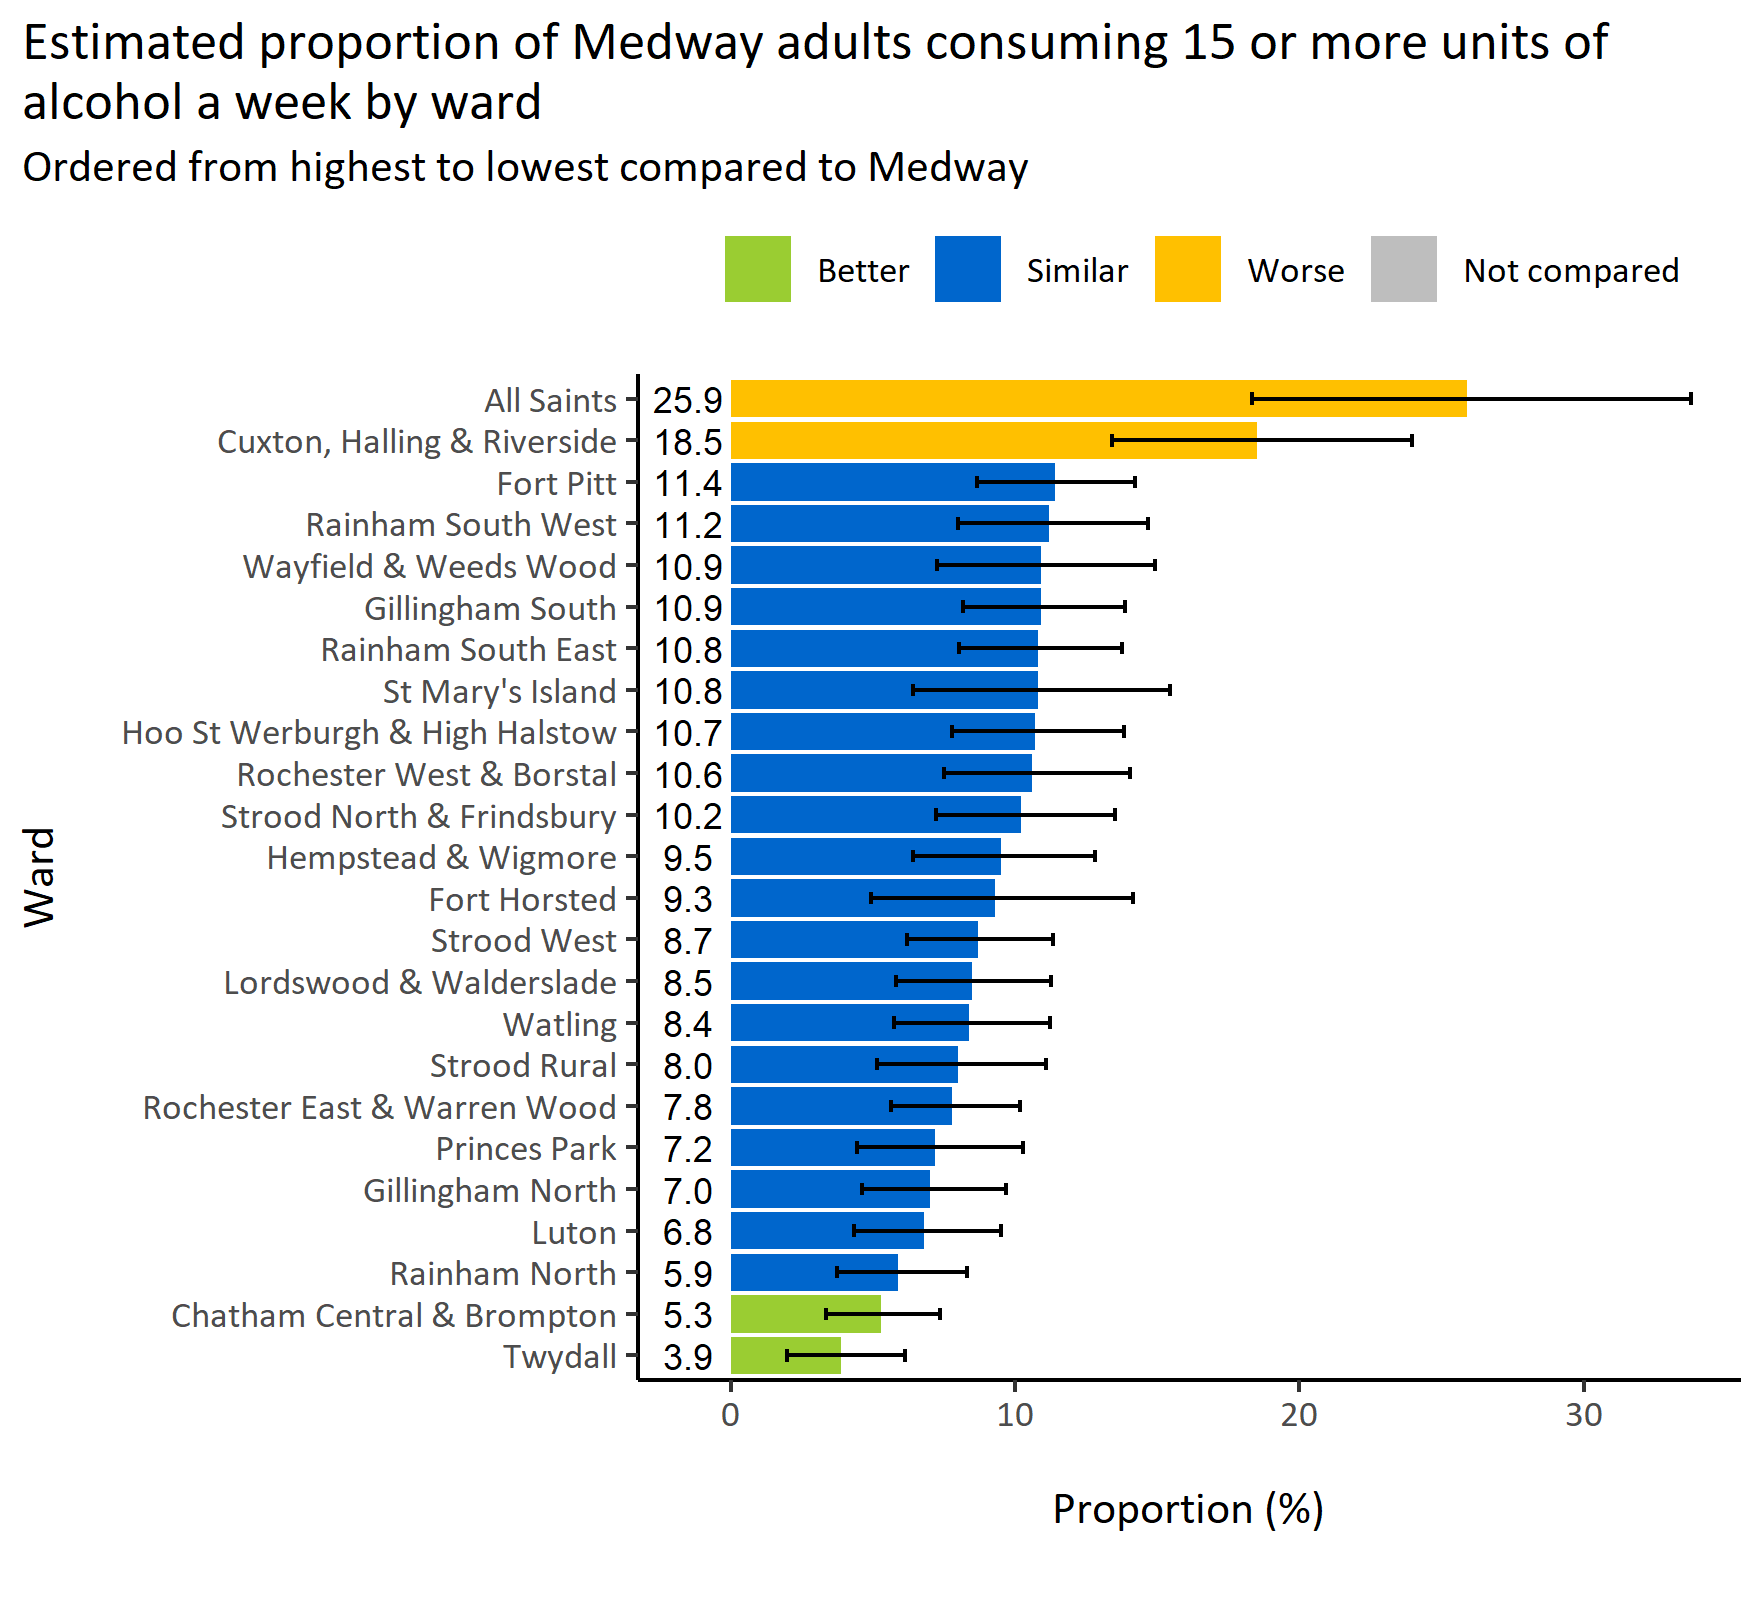 Estimated proportion of Medway adults consuming 15 or more units of
alcohol a week by ward
Ordered from highest to lowest compared to Medway
Better Similar Worse Not compared
All Saints 25.9
Cuxton, Halling & Riverside 18.5
Fort Pitt 11.4
Rainham South West 11.2
Wayfield & Weeds Wood 10.9
Gillingham South 10.9
Rainham South East 10.8
St Mary's Island 10.8
Hoo St Werburgh & High Halstow 10.7
Rochester West & Borstal 10.6
Strood North & Frindsbury 10.2
Hempstead & Wigmore 9.5
Fort Horsted 9.3
Strood West 8.7
Lordswood & Walderslade 8.5
Watling 8.4
Strood Rural 8.0
Rochester East & Warren Wood 7.8
Princes Park 7.2
Gillingham North 7.0
Luton 6.8
Rainham North 5.9
Chatham Central & Brompton 5.3
Twydall 3.9
Ward
0 10 20 30
Proportion (%)